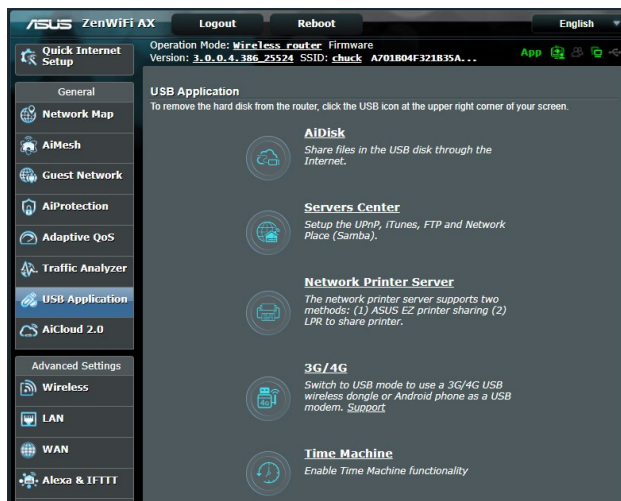 ASUS ZenWiFi AX
Logout
Reboot
English
Quick Internet
Setup
Operation Mode: Wireless router Firmware
Version: 3.0.0.4.386_25524 SSID: chuck A701B04F321B35A...
App
General
Network Map
AiMesh
Guest Network
AiProtection
Adaptive QoS
Traffic Analyzer
USB Application
AiCloud 2.0
Advanced Settings
Wireless
LAN
WAN
Alexa & IFTTT
USB Application
To remove the hard disk from the router, click the USB icon at the upper right corner of your screen.
AiDisk
Share files in the USB disk through the
Internet.
Servers Center
Setup the UPnP, iTunes, FTP and Network
Place (Samba).
Network Printer Server
The network printer server supports two
methods: (1) ASUS EZ printer sharing (2)
LPR to share printer.
3G/4G
Switch to USB mode to use a 3G/4G USB
wireless dongle or Android phone as a USB
modem. Support
4G
Time Machine
Enable Time Machine functionality